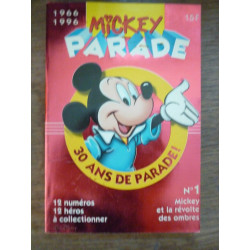 1966
1996
MICKEY
PARADE
15F
30 ANS DE PARADE!
N°1
12 numéros
12 héros
à collectionner
Mickey
et la révolte
des ombres